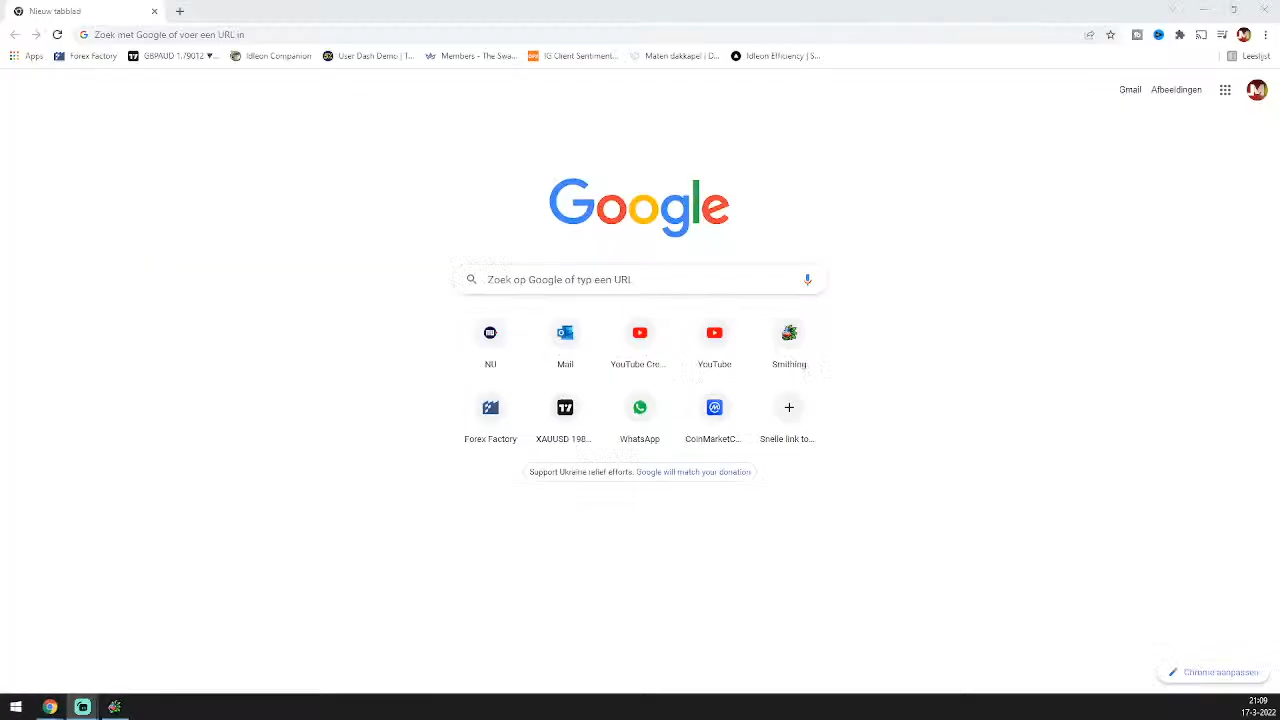 Nieuw tabblad
Zoek met Google of voer een URL in
Apps Forex Factory GBPAUD 1.79012 ▼... Idleon Companion User Dash Demo | T... Members - The Swa... IG Client Sentiment... Maten dakkapel | D... Idleon Efficiency | S... Leeslijst
Gmail Afbeeldingen
Google
Zoek op Google of typ een URL
NU Mail YouTube Cre... YouTube Smithing
Forex Factory XAUUSD 198... WhatsApp CoinMarketC... Snelle link to...
Support Ukraine relief efforts. Google will match your donation
Chrome aanpassen
21:09
17-3-2022